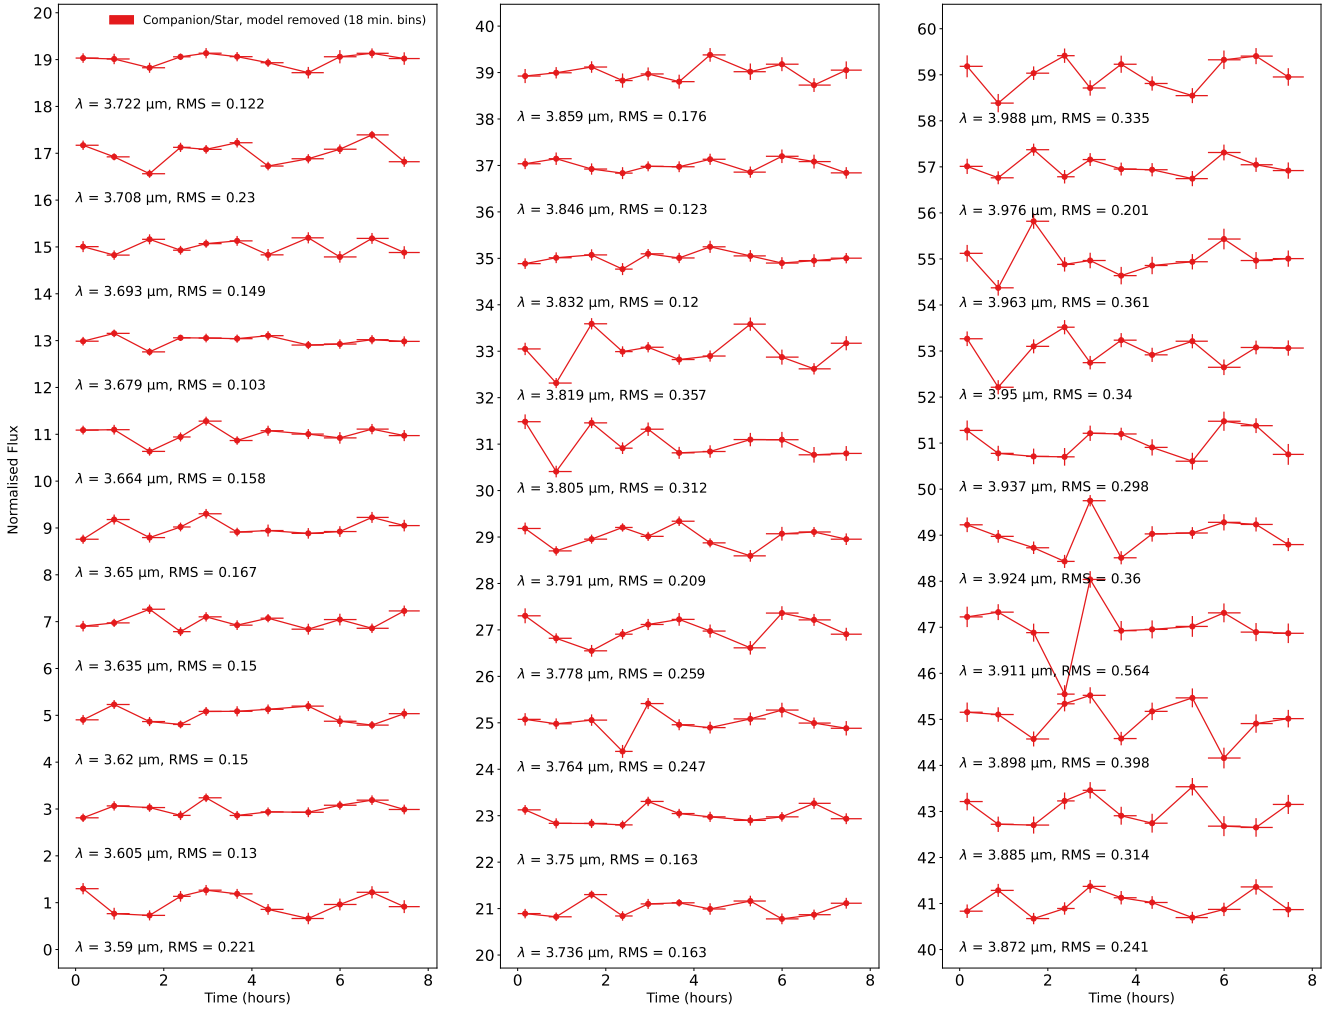 Companion/Star, model removed (18 min. bins)
Normalised Flux
20
19
λ = 3.722 μm, RMS = 0.122
18
17
λ = 3.708 μm, RMS = 0.23
16
15
λ = 3.693 μm, RMS = 0.149
14
13
λ = 3.679 μm, RMS = 0.103
12
11
λ = 3.664 μm, RMS = 0.158
10
9
λ = 3.65 μm, RMS = 0.167
8
7
λ = 3.635 μm, RMS = 0.15
6
5
λ = 3.62 μm, RMS = 0.15
4
3
λ = 3.605 μm, RMS = 0.13
2
1
λ = 3.59 μm, RMS = 0.221
0
0 2 4 6 8
Time (hours)
40
39
λ = 3.859 μm, RMS = 0.176
38
37
λ = 3.846 μm, RMS = 0.123
36
35
λ = 3.832 μm, RMS = 0.12
34
33
λ = 3.819 μm, RMS = 0.357
32
31
λ = 3.805 μm, RMS = 0.312
30
29
λ = 3.791 μm, RMS = 0.209
28
27
λ = 3.778 μm, RMS = 0.259
26
25
λ = 3.764 μm, RMS = 0.247
24
23
λ = 3.75 μm, RMS = 0.163
22
21
λ = 3.736 μm, RMS = 0.163
20
0 2 4 6 8
Time (hours)
60
59
λ = 3.988 μm, RMS = 0.335
58
57
λ = 3.976 μm, RMS = 0.201
56
55
λ = 3.963 μm, RMS = 0.361
54
53
λ = 3.95 μm, RMS = 0.34
52
51
λ = 3.937 μm, RMS = 0.298
50
49
λ = 3.924 μm, RMS = 0.36
48
47
λ = 3.911 μm, RMS = 0.564
46
45
λ = 3.898 μm, RMS = 0.398
44
43
λ = 3.885 μm, RMS = 0.314
42
41
λ = 3.872 μm, RMS = 0.241
40
0 2 4 6 8
Time (hours)